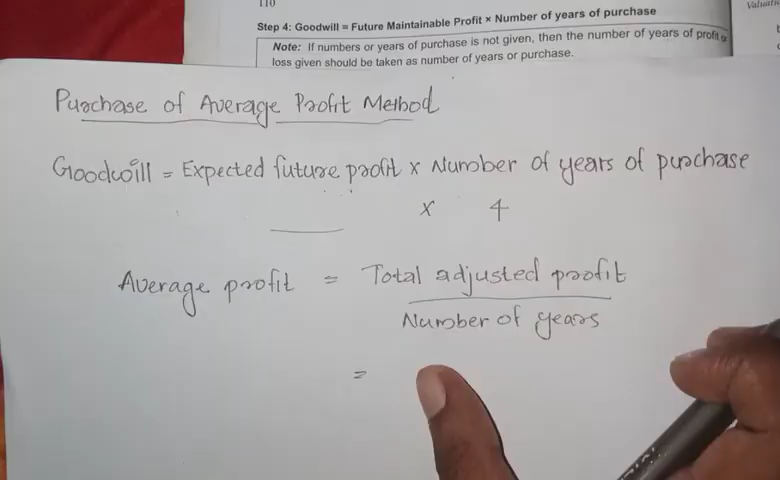 110
Valuati
Step 4: Goodwill = Future Maintainable Profit × Number of years of purchase
Note: If numbers or years of purchase is not given, then the number of years of profit
loss given should be taken as number of years or purchase.
Purchase of Average Profit Method
Goodwill = Expected future profit × Number of years of purchase
× 4
Average profit = Total adjusted profit
Number of years
=